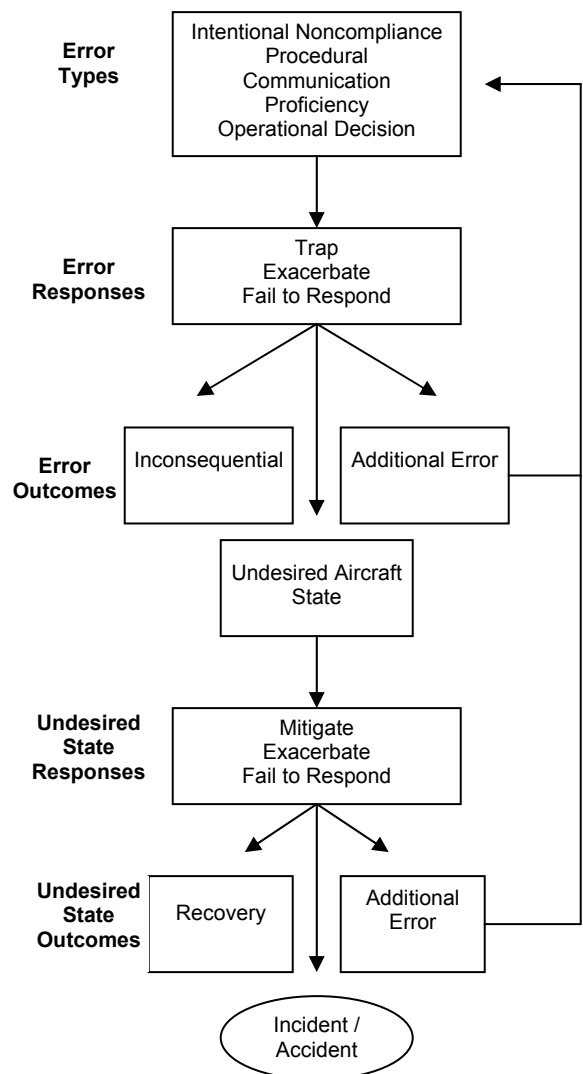 Error
Types
Intentional Noncompliance
Procedural
Communication
Proficiency
Operational Decision
Error
Responses
Trap
Exacerbate
Fail to Respond
Error
Outcomes
Inconsequential
Additional Error
Undesired Aircraft
State
Undesired
State
Responses
Mitigate
Exacerbate
Fail to Respond
Undesired
State
Outcomes
Recovery
Additional
Error
Incident /
Accident